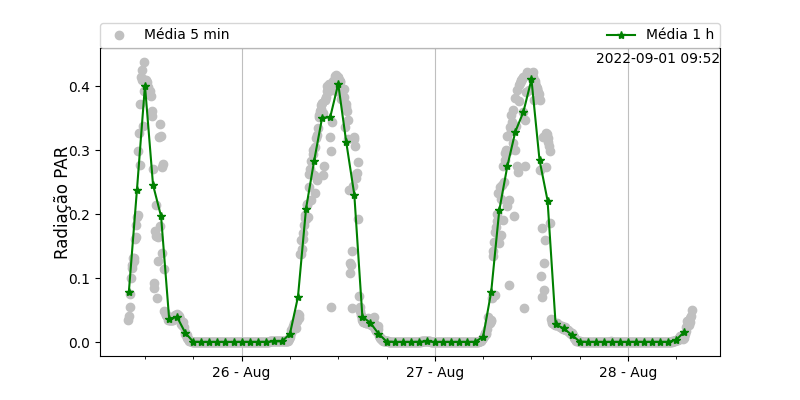 Média 5 min
Média 1 h
2022-09-01 09:52
Radiação PAR
0.4
0.3
0.2
0.1
0.0
26 - Aug
27 - Aug
28 - Aug